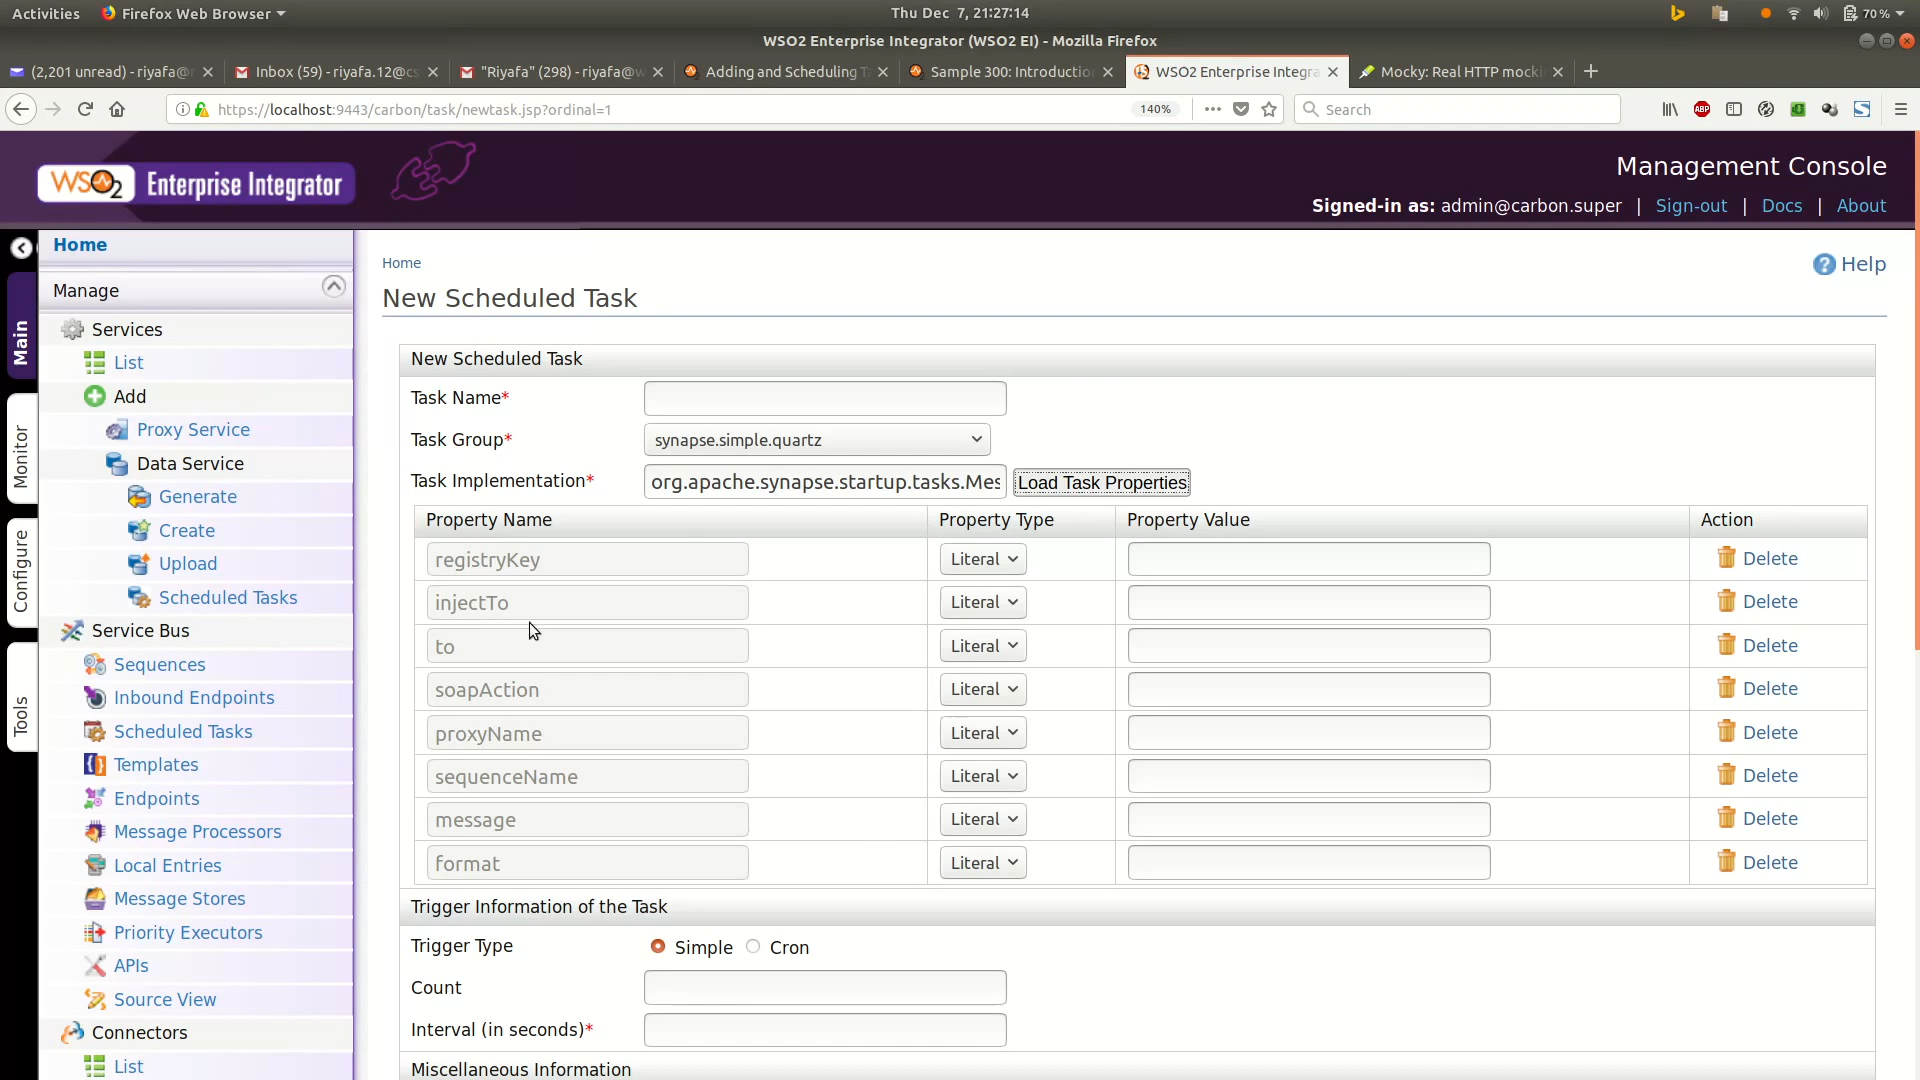 Activities
Firefox Web Browser
Thu Dec 7, 21:27:14
70 %
WSO2 Enterprise Integrator (WSO2 EI) - Mozilla Firefox
(2,201 unread) - riyafa@
Inbox (59) - riyafa.12@cs
"Riyafa" (298) - riyafa@w
Adding and Scheduling T
Sample 300: Introduction
WSO2 Enterprise Integra
Mocky: Real HTTP mocki
https://localhost:9443/carbon/task/newtask.jsp?ordinal=1
140%
Search
ABP
WSO2 Enterprise Integrator
Management Console
Signed-in as: admin@carbon.super | Sign-out | Docs | About
Main
Monitor
Configure
Tools
Home
Manage
Services
List
Add
Proxy Service
Data Service
Generate
Create
Upload
Scheduled Tasks
Service Bus
Sequences
Inbound Endpoints
Scheduled Tasks
Templates
Endpoints
Message Processors
Local Entries
Message Stores
Priority Executors
APIs
Source View
Connectors
List
Home
Help
New Scheduled Task
New Scheduled Task
Task Name*
Task Group* synapse.simple.quartz
Task Implementation* org.apache.synapse.startup.tasks.Mes Load Task Properties
Property Name Property Type Property Value Action
registryKey Literal Delete
injectTo Literal Delete
to Literal Delete
soapAction Literal Delete
proxyName Literal Delete
sequenceName Literal Delete
message Literal Delete
format Literal Delete
Trigger Information of the Task
Trigger Type Simple Cron
Count
Interval (in seconds)*
Miscellaneous Information